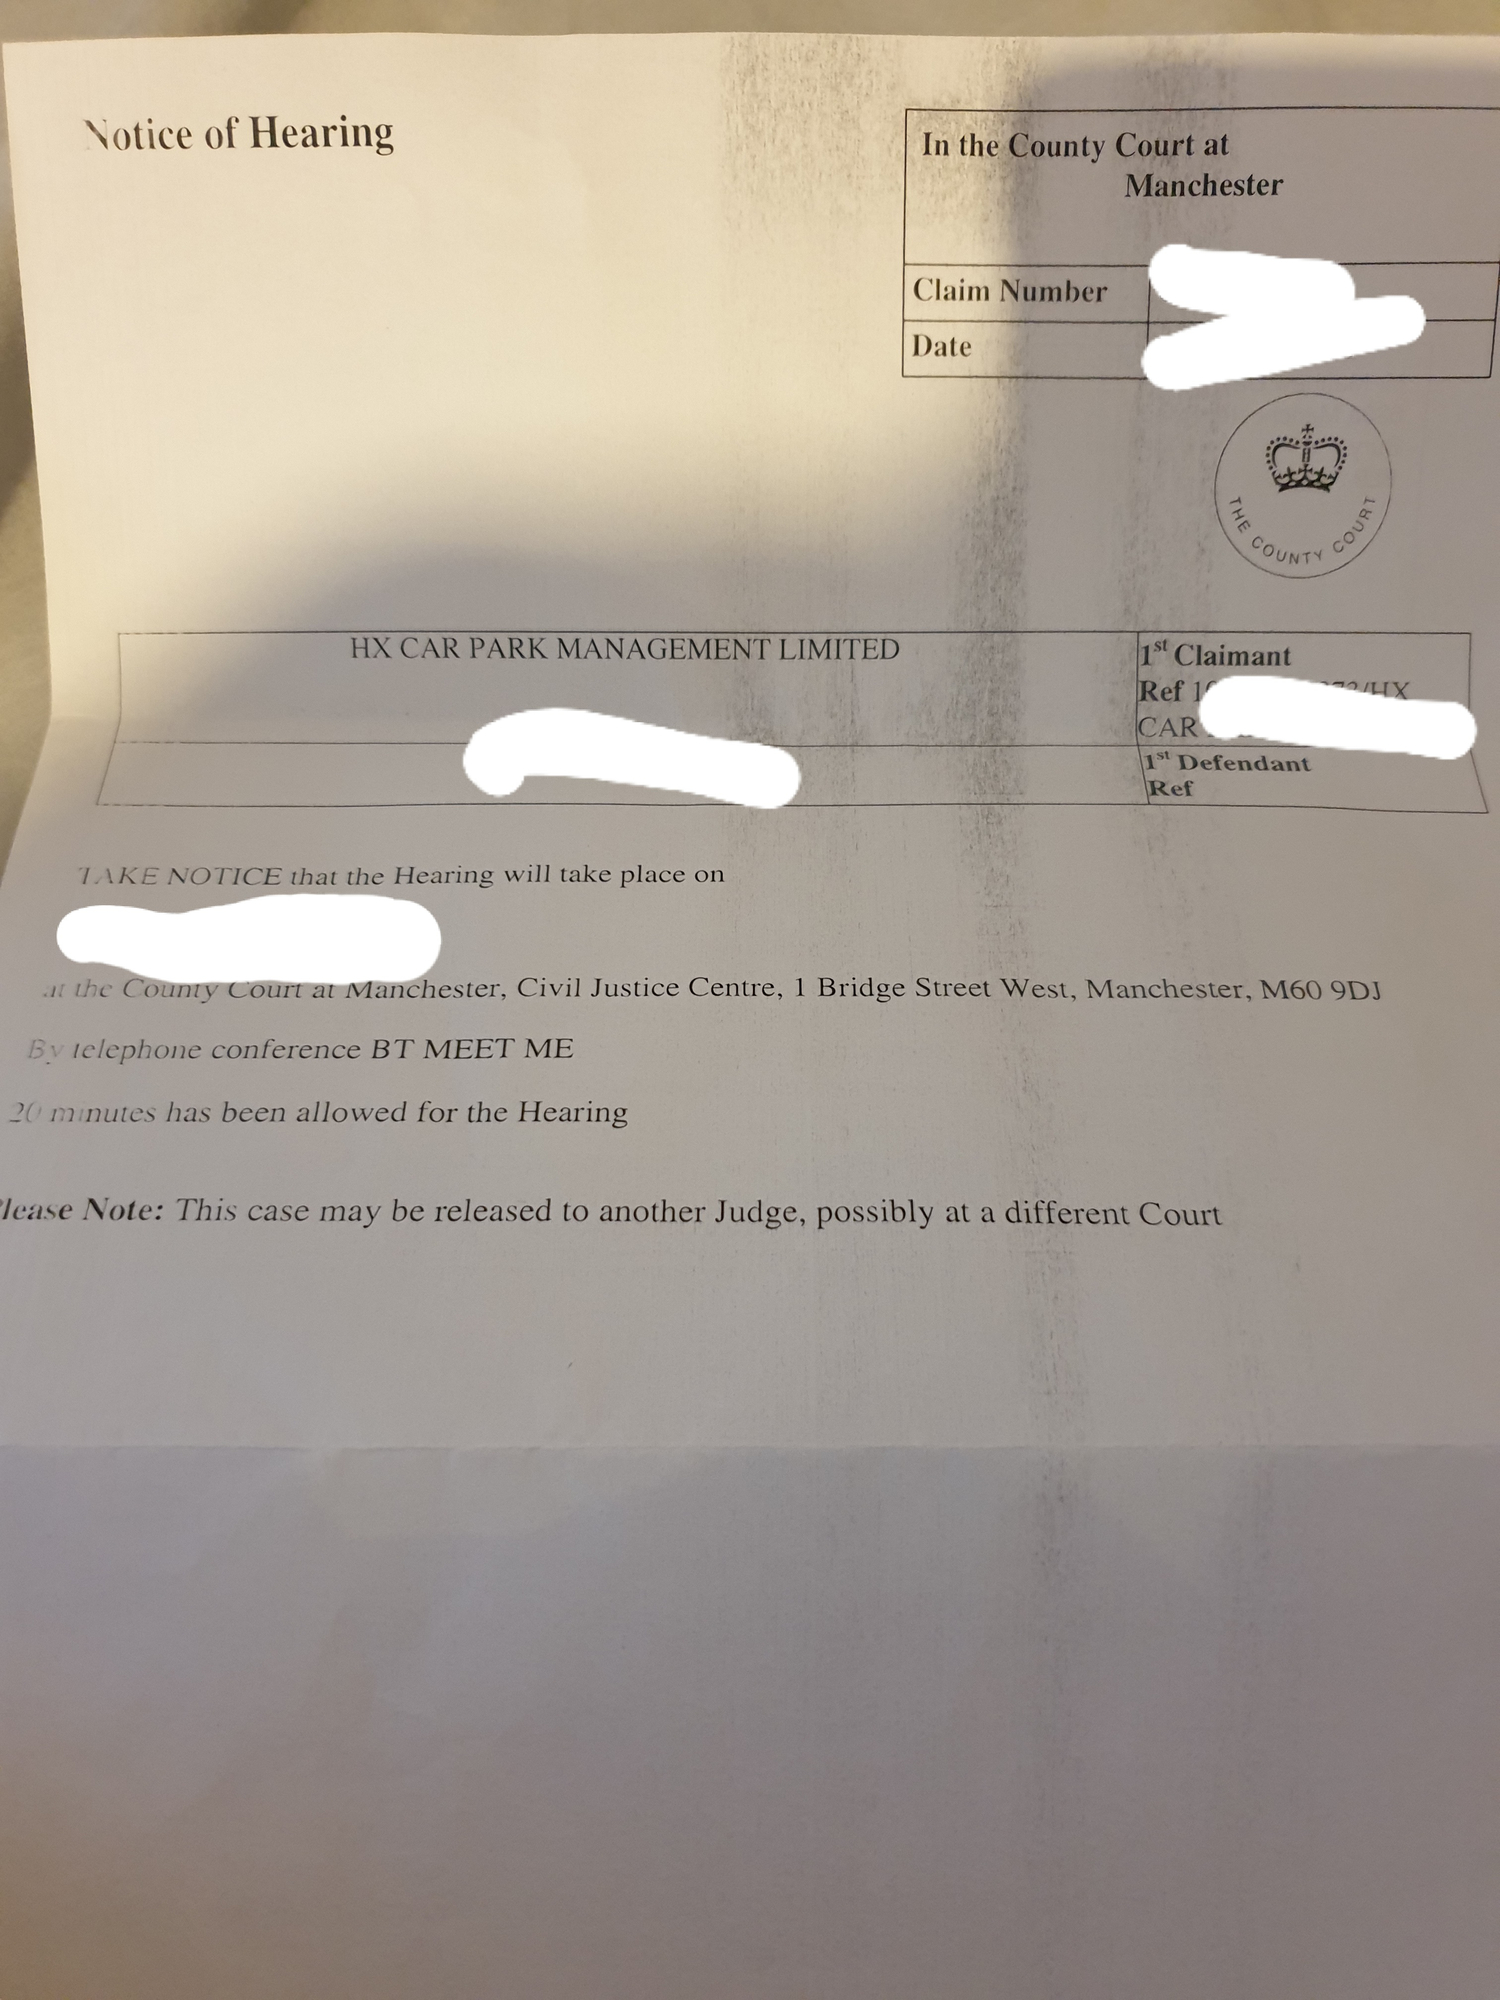 Notice of Hearing
In the County Court at
Manchester
Claim Number
Date
THE COUNTY COURT
HX CAR PARK MANAGEMENT LIMITED
1st Claimant
Ref
CAR
1st Defendant
Ref
TAKE NOTICE that the Hearing will take place on
at the County Court at Manchester, Civil Justice Centre, 1 Bridge Street West, Manchester, M60 9DJ
By telephone conference BT MEET ME
20 minutes has been allowed for the Hearing
Please Note: This case may be released to another Judge, possibly at a different Court